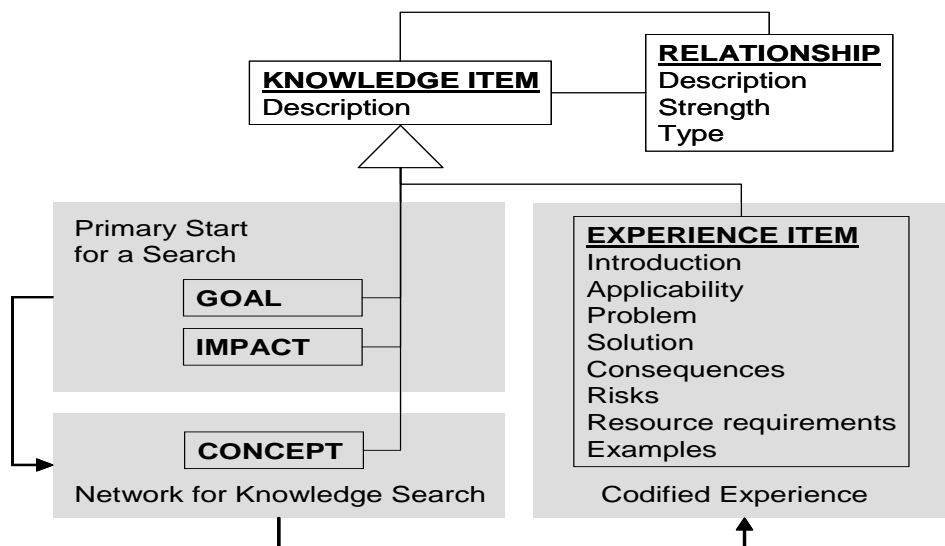 KNOWLEDGE ITEM
Description
RELATIONSHIP
Description
Strength
Type
Primary Start
for a Search
GOAL
IMPACT
CONCEPT
Network for Knowledge Search
EXPERIENCE ITEM
Introduction
Applicability
Problem
Solution
Consequences
Risks
Resource requirements
Examples
Codified Experience